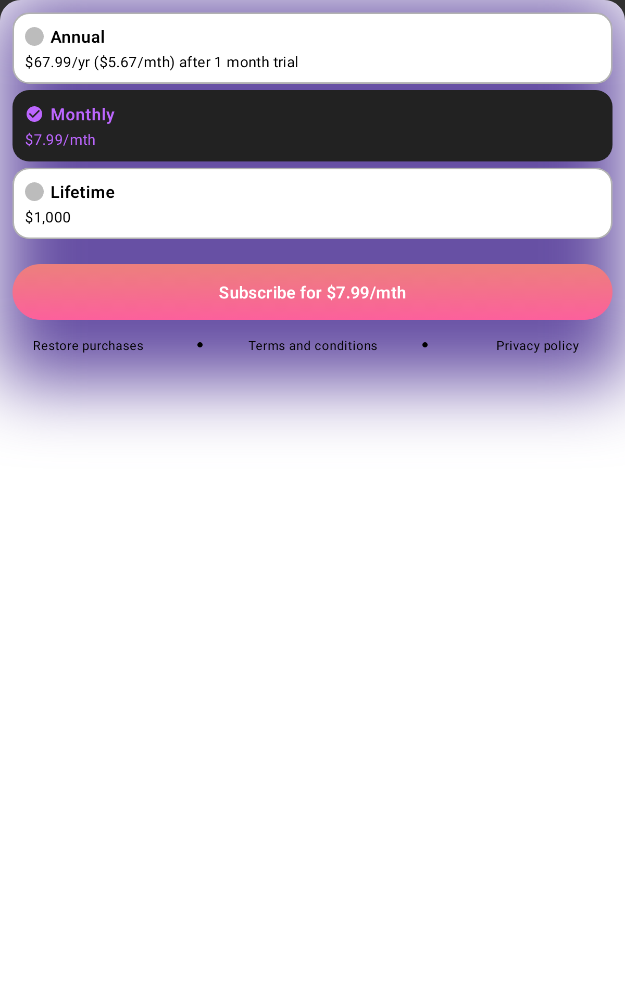 Annual
$67.99/yr ($5.67/mth) after 1 month trial
Monthly
$7.99/mth
Lifetime
$1,000
Subscribe for $7.99/mth
Restore purchases • Terms and conditions • Privacy policy